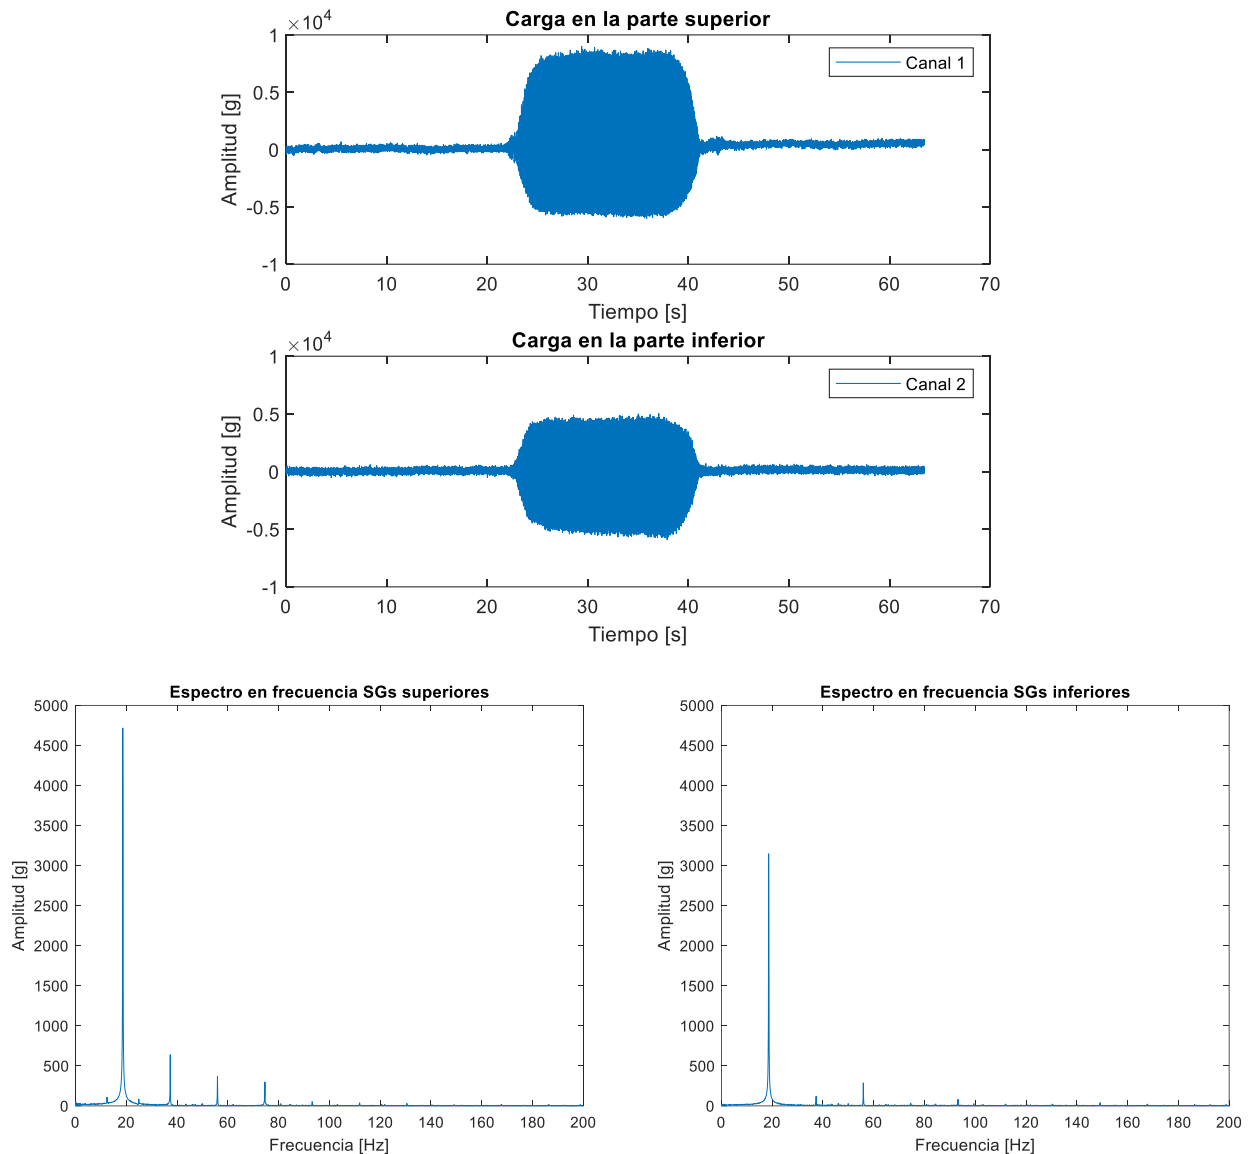 Carga en la parte superior
×10⁴
1
0.5
0
-0.5
-1
Amplitud [g]
Canal 1
0 10 20 30 40 50 60 70
Tiempo [s]
Carga en la parte inferior
×10⁴
1
0.5
0
-0.5
-1
Amplitud [g]
Canal 2
0 10 20 30 40 50 60 70
Tiempo [s]
Espectro en frecuencia SGs superiores
5000
4500
4000
3500
3000
2500
2000
1500
1000
500
0
Amplitud [g]
0 20 40 60 80 100 120 140 160 180 200
Frecuencia [Hz]
Espectro en frecuencia SGs inferiores
5000
4500
4000
3500
3000
2500
2000
1500
1000
500
0
Amplitud [g]
0 20 40 60 80 100 120 140 160 180 200
Frecuencia [Hz]